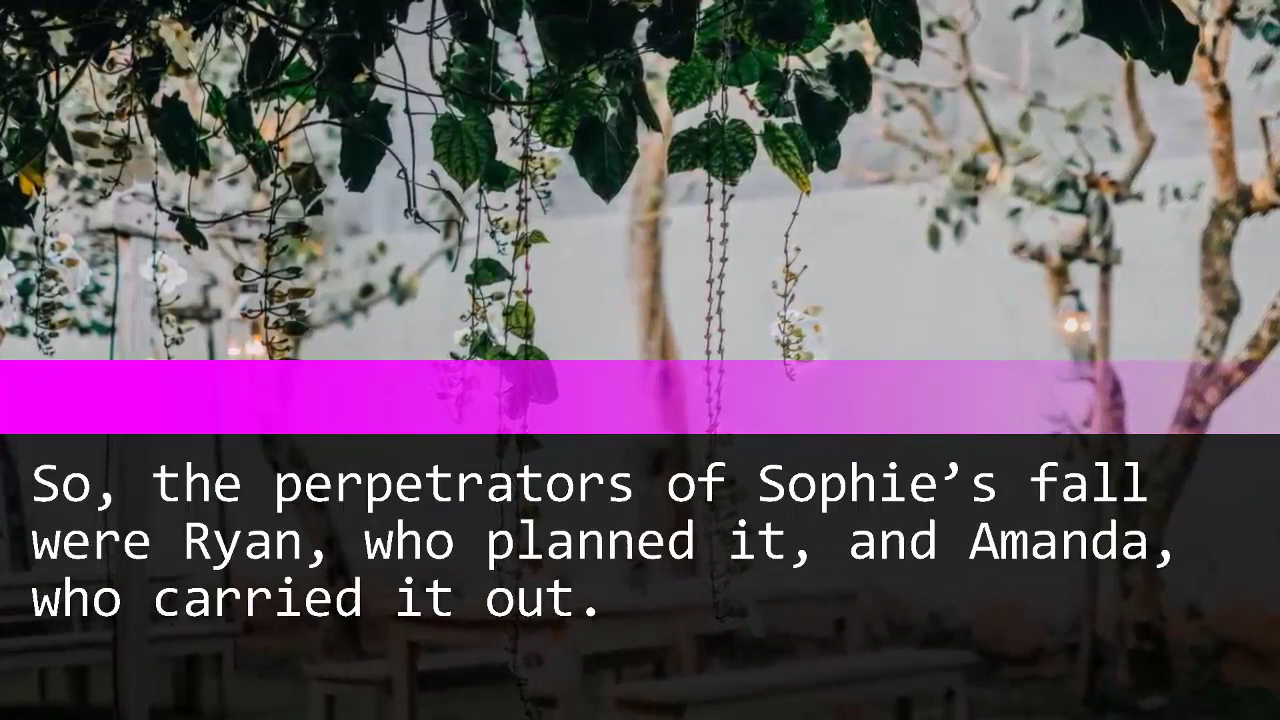 So, the perpetrators of Sophie’s fall
were Ryan, who planned it, and Amanda,
who carried it out.